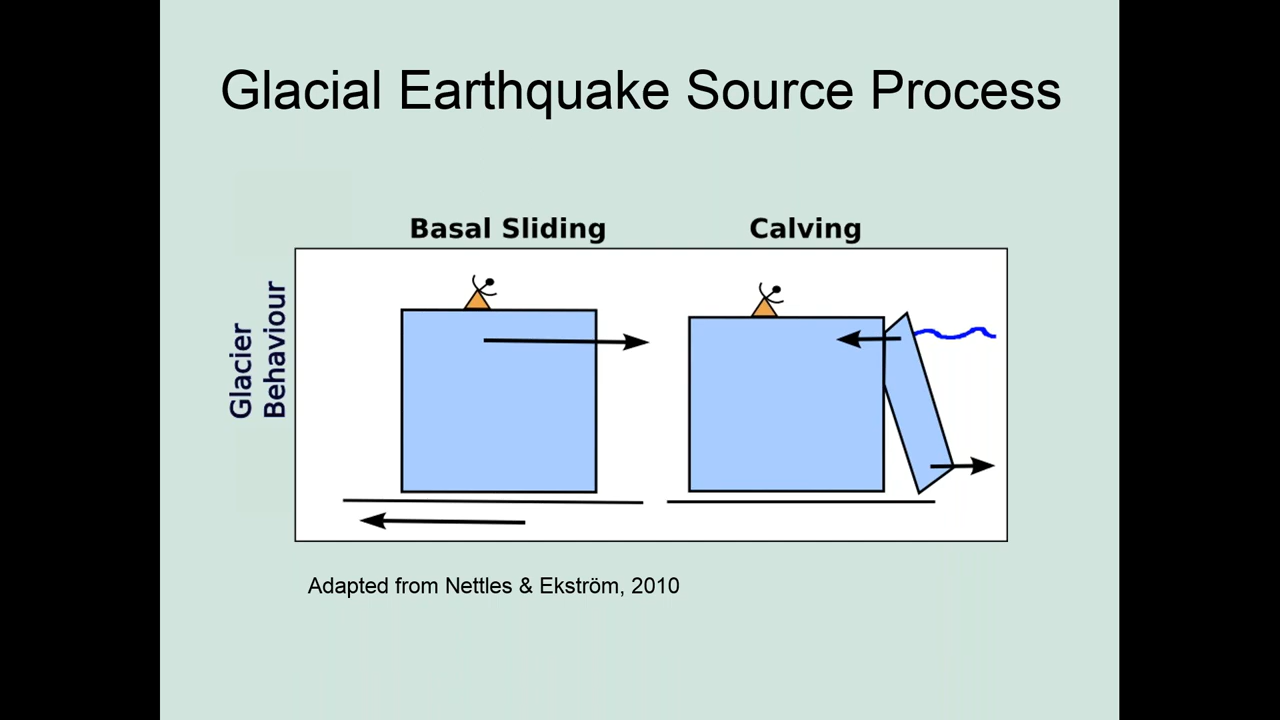 Glacial Earthquake Source Process
Basal Sliding
Calving
Glacier
Behaviour
Adapted from Nettles & Ekström, 2010